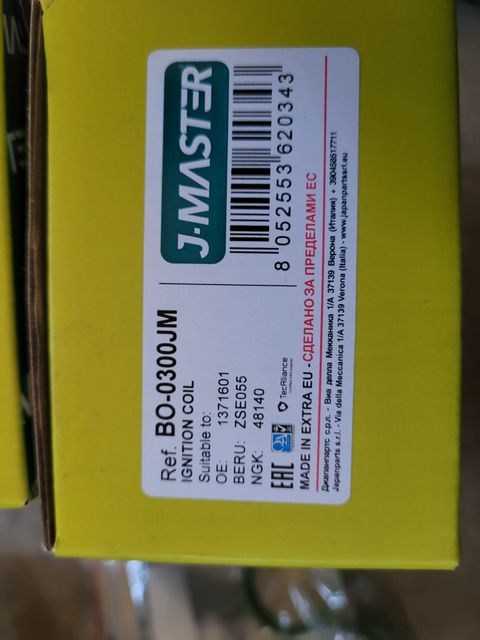 J-MASTER
8 052553 620343
Ref. BO-0300JM
IGNITION COIL
Suitable to:
OE: 1371601
BERU: ZSE055
NGK: 48140
EAC
TecAlliance
MADE IN EXTRA EU - СДЕЛАНО ЗА ПРЕДЕЛАМИ ЕС
Джапанпартс с.р.л. - Виа делла Мекканика 1/А 37139 Верона (Италия) + 390458517711
Japanparts s.r.l. - Via della Meccanica 1/A 37139 Verona (Italia) - www.japanpartssrl.eu